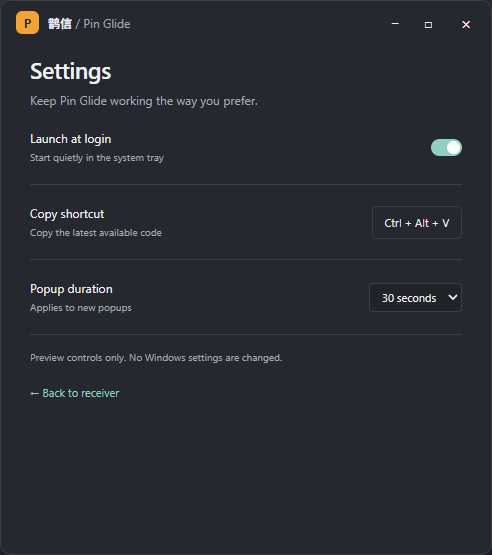 P 鹊信 / Pin Glide
Settings
Keep Pin Glide working the way you prefer.
Launch at login
Start quietly in the system tray
Copy shortcut
Copy the latest available code
Ctrl + Alt + V
Popup duration
Applies to new popups
30 seconds
Preview controls only. No Windows settings are changed.
← Back to receiver